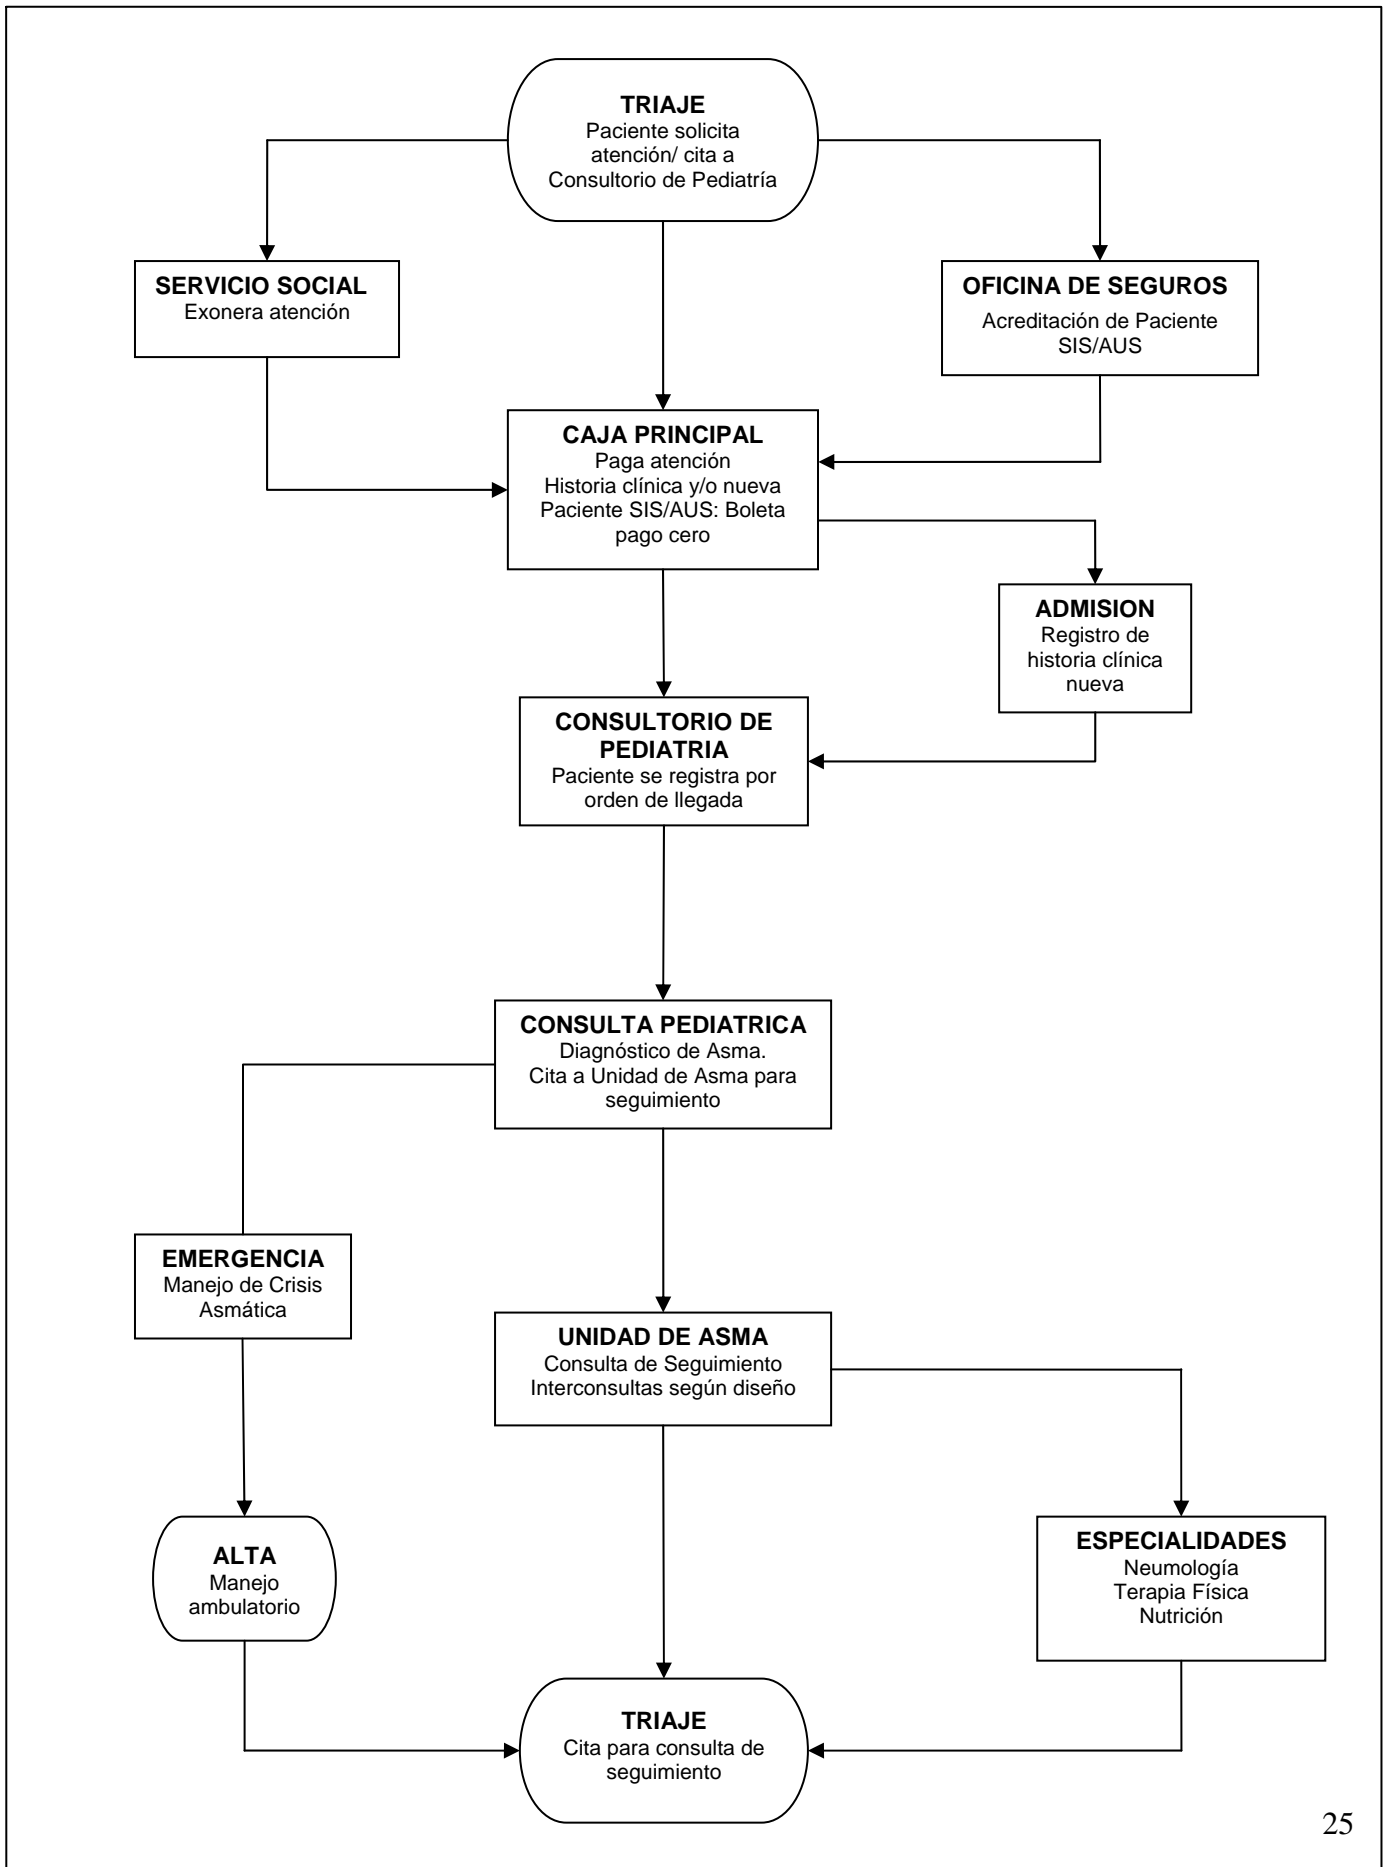 TRIAJE
Paciente solicita
atención/ cita a
Consultorio de Pediatría
SERVICIO SOCIAL
Exonera atención
OFICINA DE SEGUROS
Acreditación de Paciente
SIS/AUS
CAJA PRINCIPAL
Paga atención
Historia clínica y/o nueva
Paciente SIS/AUS: Boleta
pago cero
ADMISION
Registro de
historia clínica
nueva
CONSULTORIO DE
PEDIATRIA
Paciente se registra por
orden de llegada
CONSULTA PEDIATRICA
Diagnóstico de Asma.
Cita a Unidad de Asma para
seguimiento
EMERGENCIA
Manejo de Crisis
Asmática
UNIDAD DE ASMA
Consulta de Seguimiento
Interconsultas según diseño
ALTA
Manejo
ambulatorio
ESPECIALIDADES
Neumología
Terapia Física
Nutrición
TRIAJE
Cita para consulta de
seguimiento
25